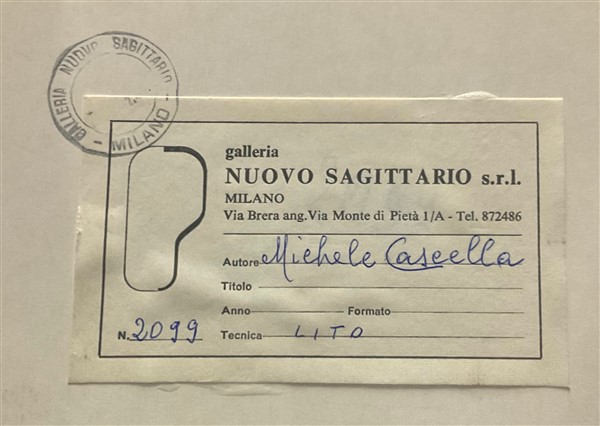 GALLERIA NUOVO SAGITTARIO
- MILANO -
galleria
NUOVO SAGITTARIO s.r.l.
MILANO
Via Brera ang. Via Monte di Pietà 1/A - Tel. 872486
Autore Michele Cascella
Titolo
Anno Formato
N. 2099 Tecnica LITO